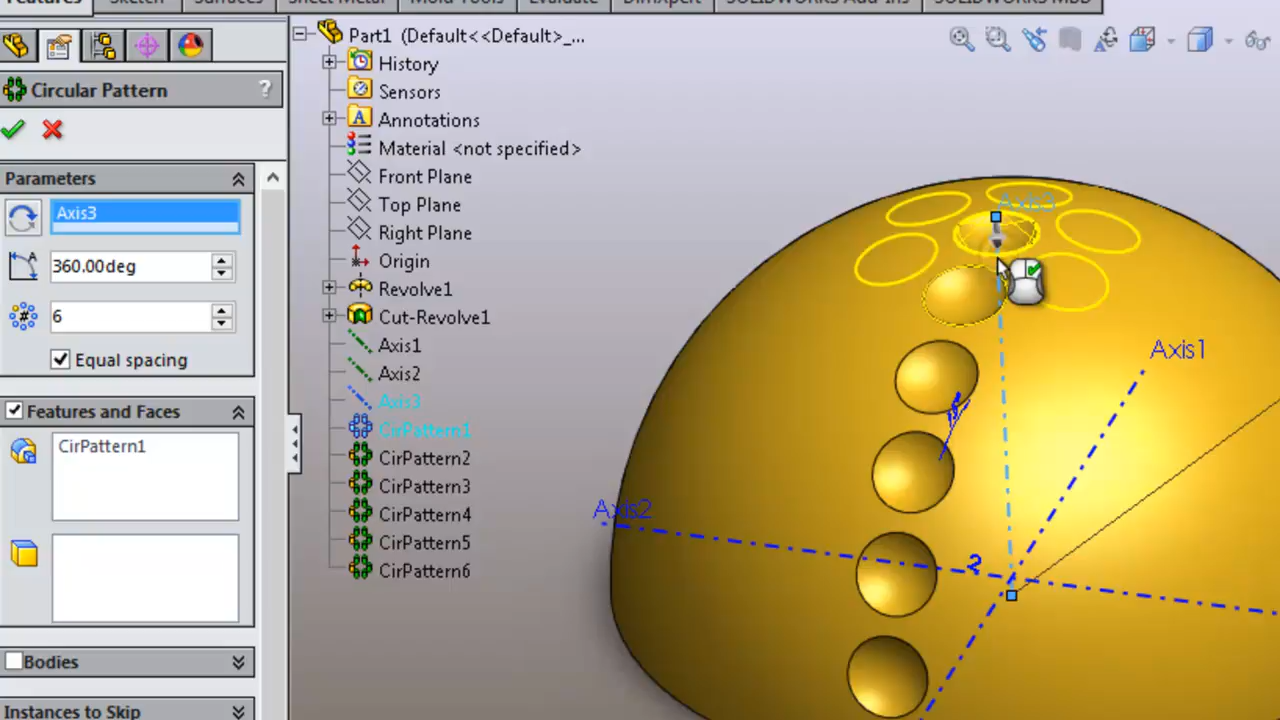 Features Sketch Surfaces Sheet Metal Mold Tools Evaluate DimXpert SOLIDWORKS Add-Ins SOLIDWORKS MBD
Part1 (Default<<Default>_...
History
Sensors
Annotations
Material <not specified>
Front Plane
Top Plane
Right Plane
Origin
Revolve1
Cut-Revolve1
Axis1
Axis2
Axis3
CirPattern1
CirPattern2
CirPattern3
CirPattern4
CirPattern5
CirPattern6
Circular Pattern ?
Parameters
Axis3
360.00deg
6
Equal spacing
Features and Faces
CirPattern1
Bodies
Instances to Skip
Axis3
Axis1
Axis2
2